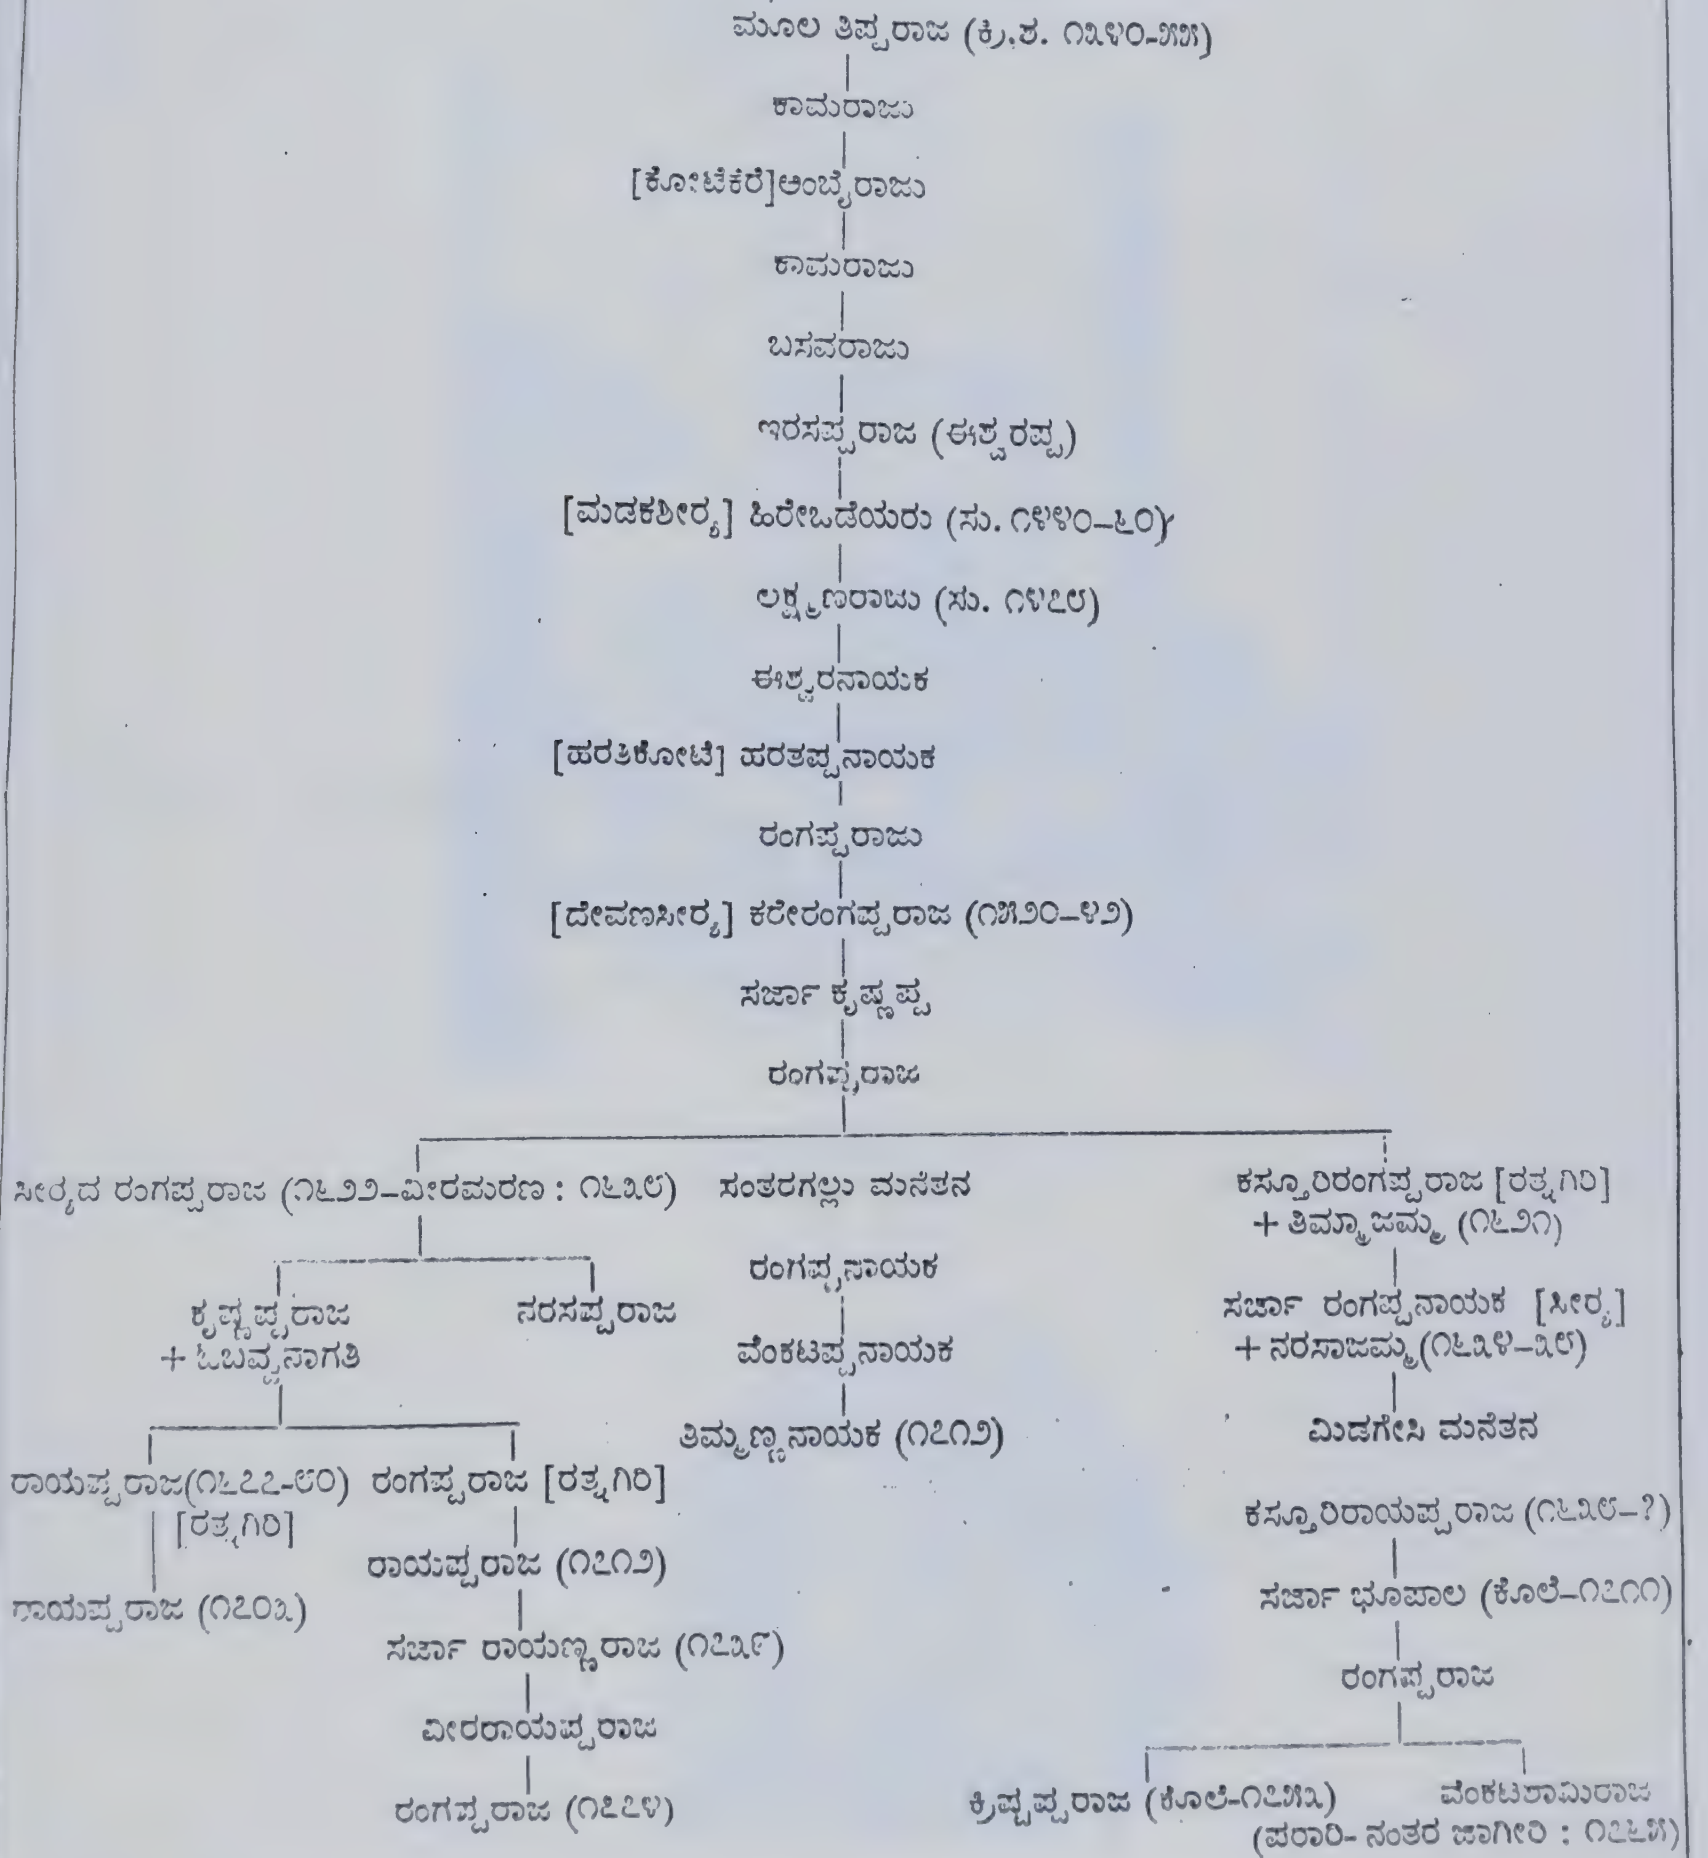 ಮೂಲ ತಿಪ್ಪರಾಜ (ಕ್ರಿ.ಶ. ೧೩೪೦-೫೫)
ಕಾಮರಾಜು
[ಕೋಟೆಕೆರೆ]ಅಂಬೈರಾಜು
ಕಾಮರಾಜು
ಬಸವರಾಜು
ಇರಸಪ್ಪರಾಜ (ಈಶ್ವರಪ್ಪ)
[ಮಡಕಶೀರ್‍ಯ] ಹಿರೇಒಡೆಯರು (ಸು. ೧೪೪೦–೬೦)
ಲಕ್ಷ್ಮಣರಾಜು (ಸು. ೧೪೭೮)
ಈಶ್ವರನಾಯಕ
[ಹರತಿಕೋಟೆ] ಹರತಪ್ಪನಾಯಕ
ರಂಗಪ್ಪರಾಜು
[ದೇವಣಸೀರ್‍ಯ] ಕರೇರಂಗಪ್ಪರಾಜ (೧೫೨೦–೪೨)
ಸರ್ಜಾ ಕೃಷ್ಣಪ್ಪ
ರಂಗಪ್ಪರಾಜ
ಸೀರ್‍ಯದ ರಂಗಪ್ಪರಾಜ (೧೬೨೨–ವೀರಮರಣ : ೧೬೩೮) ಸಂತರಗಲ್ಲು ಮನೆತನ ಕಸ್ತೂರಿರಂಗಪ್ಪರಾಜ [ರತ್ನಗಿರಿ]
+ ತಿಮ್ಮಾಜಮ್ಮ (೧೬೨೧)
ರಂಗಪ್ಪನಾಯಕ
ಕೃಷ್ಣಪ್ಪರಾಜ ನರಸಪ್ಪರಾಜ ಸರ್ಜಾ ರಂಗಪ್ಪನಾಯಕ [ಸೀರ್‍ಯ]
+ ಓಬವ್ವನಾಗತಿ ವೆಂಕಟಪ್ಪನಾಯಕ + ನರಸಾಜಮ್ಮ (೧೬೩೪–೩೮)
ತಿಮ್ಮಣ್ಣನಾಯಕ (೧೭೧೨) ಮಿಡಗೇಸಿ ಮನೆತನ
ರಾಯಪ್ಪರಾಜ(೧೬೭೭-೮೦) ರಂಗಪ್ಪರಾಜ [ರತ್ನಗಿರಿ]
[ರತ್ನಗಿರಿ] ಕಸ್ತೂರಿರಾಯಪ್ಪರಾಜ (೧೬೩೮–?)
ರಾಯಪ್ಪರಾಜ (೧೭೧೨)
ರಾಯಪ್ಪರಾಜ (೧೭೦೩) ಸರ್ಜಾ ಭೂಪಾಲ (ಕೊಲೆ–೧೭೧೧)
ಸರ್ಜಾ ರಾಯಣ್ಣರಾಜ (೧೭೩೯)
ರಂಗಪ್ಪರಾಜ
ವೀರರಾಯಪ್ಪರಾಜ
ರಂಗಪ್ಪರಾಜ (೧೭೭೪) ಕ್ರಿಷ್ಟಪ್ಪರಾಜ (ಕೊಲೆ-೧೭೫೩) ವೆಂಕಟಶಾಮಿರಾಜ
(ಪರಾರಿ- ನಂತರ ಜಾಗೀರಿ : ೧೭೬೫)